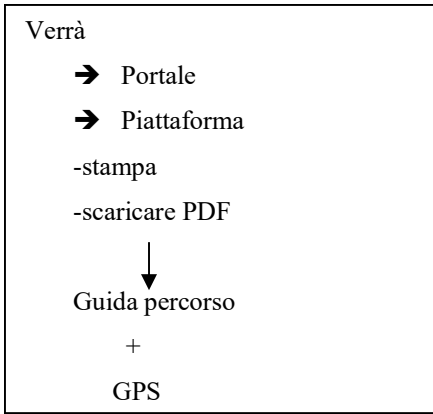 Verrà
➔ Portale
➔ Piattaforma
-stampa
-scaricare PDF
Guida percorso
+
GPS